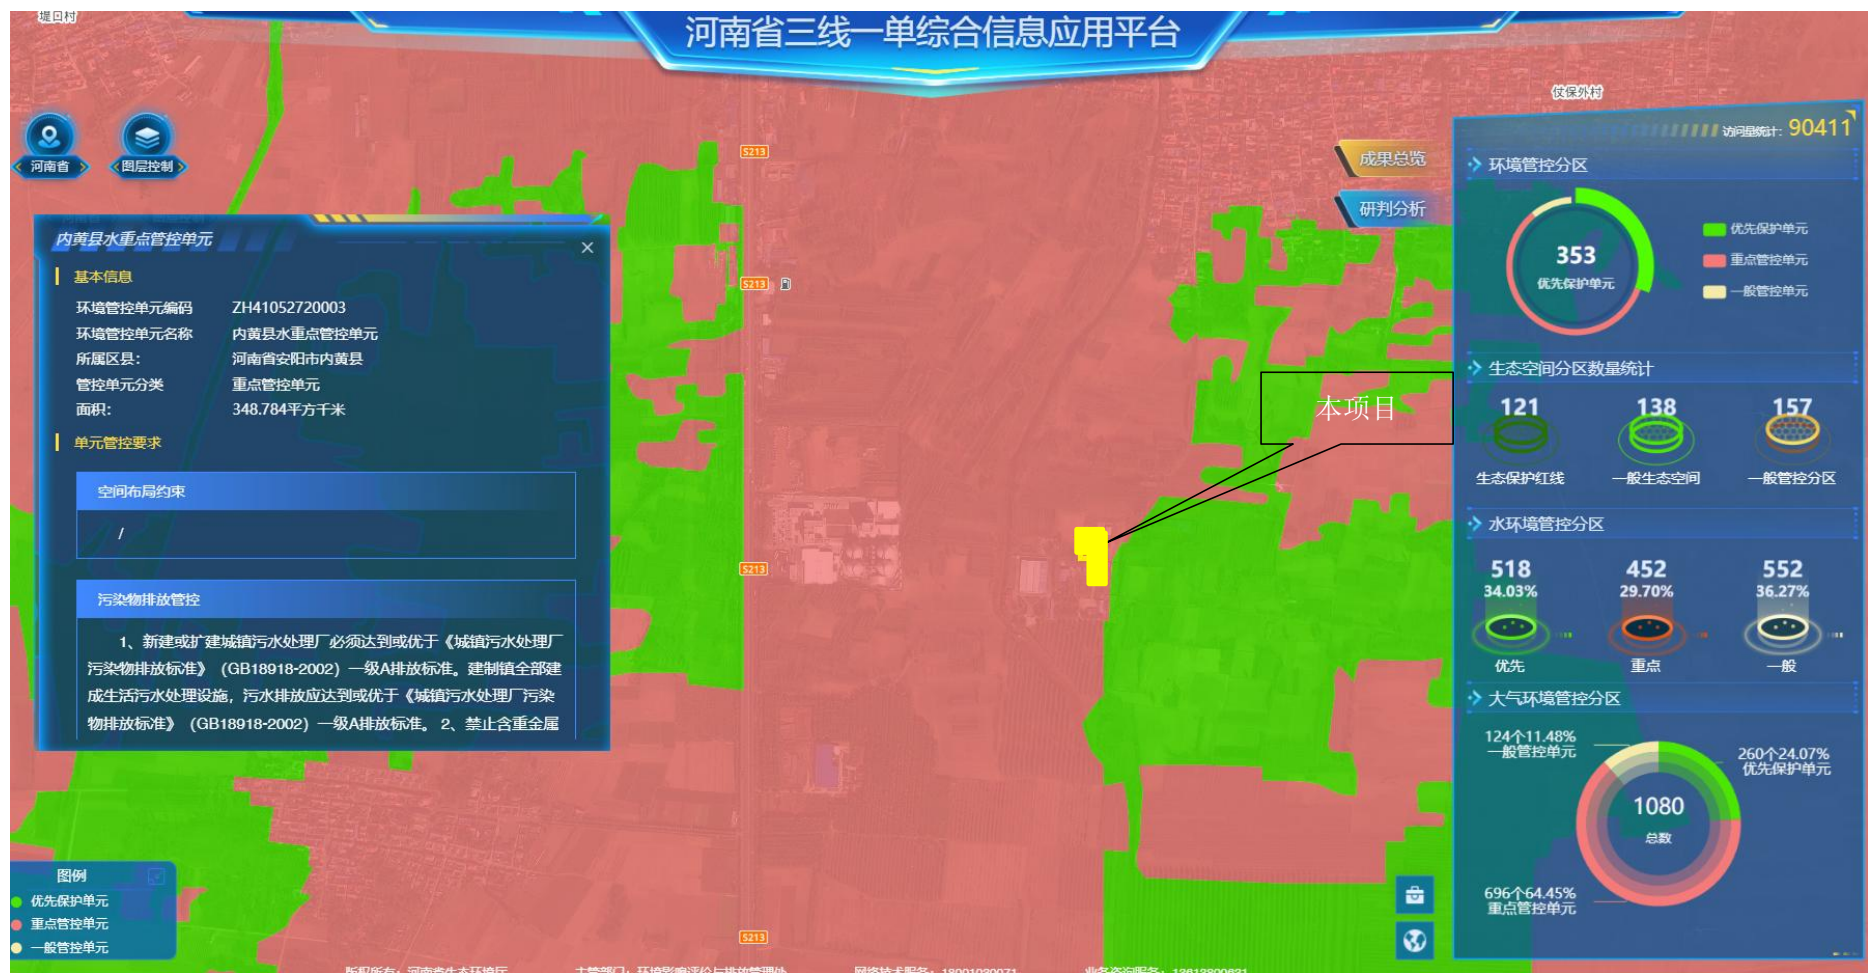 堤口村
河南省三线一单综合信息应用平台
仗保外村
河南省
图层控制
S213
成果总览
研判分析
S213
S213
S213
本项目
内黄县水重点管控单元
×
基本信息
环境管控单元编码 ZH41052720003
环境管控单元名称 内黄县水重点管控单元
所属区县： 河南省安阳市内黄县
管控单元分类 重点管控单元
面积： 348.784平方千米
单元管控要求
空间布局约束
/
污染物排放管控
1、新建或扩建城镇污水处理厂必须达到或优于《城镇污水处理厂
污染物排放标准》（GB18918-2002）一级A排放标准。建制镇全部建
成生活污水处理设施，污水排放应达到或优于《城镇污水处理厂污染
物排放标准》（GB18918-2002）一级A排放标准。2、禁止含重金属
图例
优先保护单元
重点管控单元
一般管控单元
访问量统计：90411
环境管控分区
353
优先保护单元
优先保护单元
重点管控单元
一般管控单元
生态空间分区数量统计
121 138 157
生态保护红线 一般生态空间 一般管控分区
水环境管控分区
518 452 552
34.03% 29.70% 36.27%
优先 重点 一般
大气环境管控分区
124个11.48%
一般管控单元
260个24.07%
优先保护单元
1080
总数
696个64.45%
重点管控单元